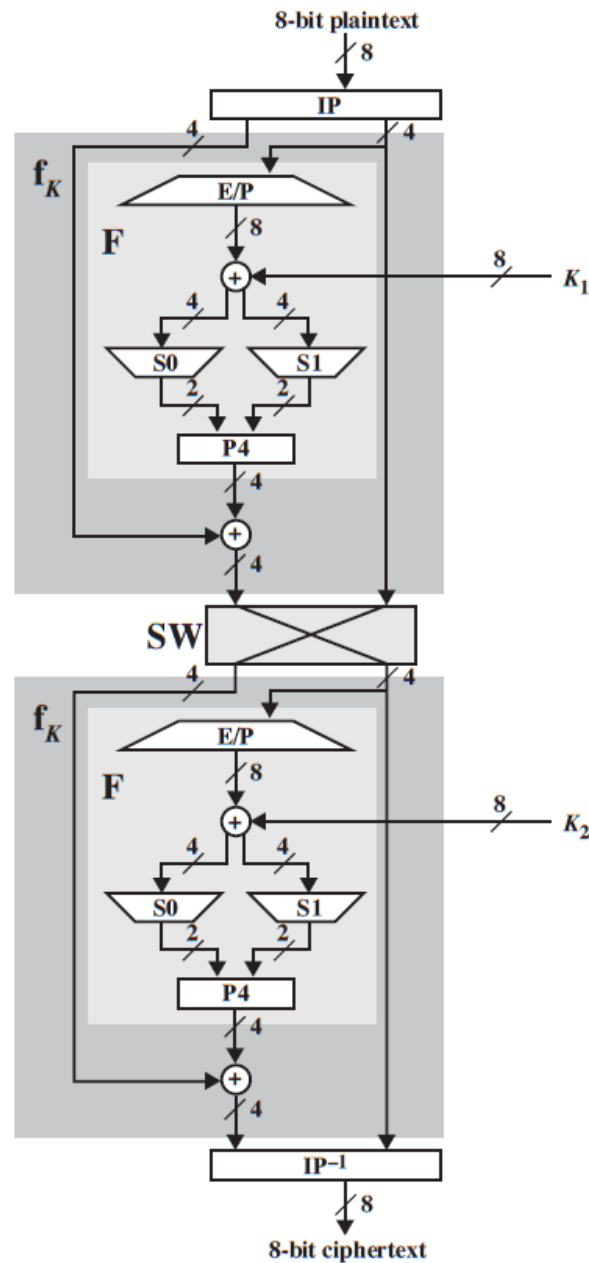 8-bit plaintext
8
IP
4 4
f_K
E/P
F
8
+
8
K_1
4 4
S0 S1
2 2
P4
4
+
4
SW
4 4
f_K
E/P
F
8
+
8
K_2
4 4
S0 S1
2 2
P4
4
+
4
IP⁻¹
8
8-bit ciphertext